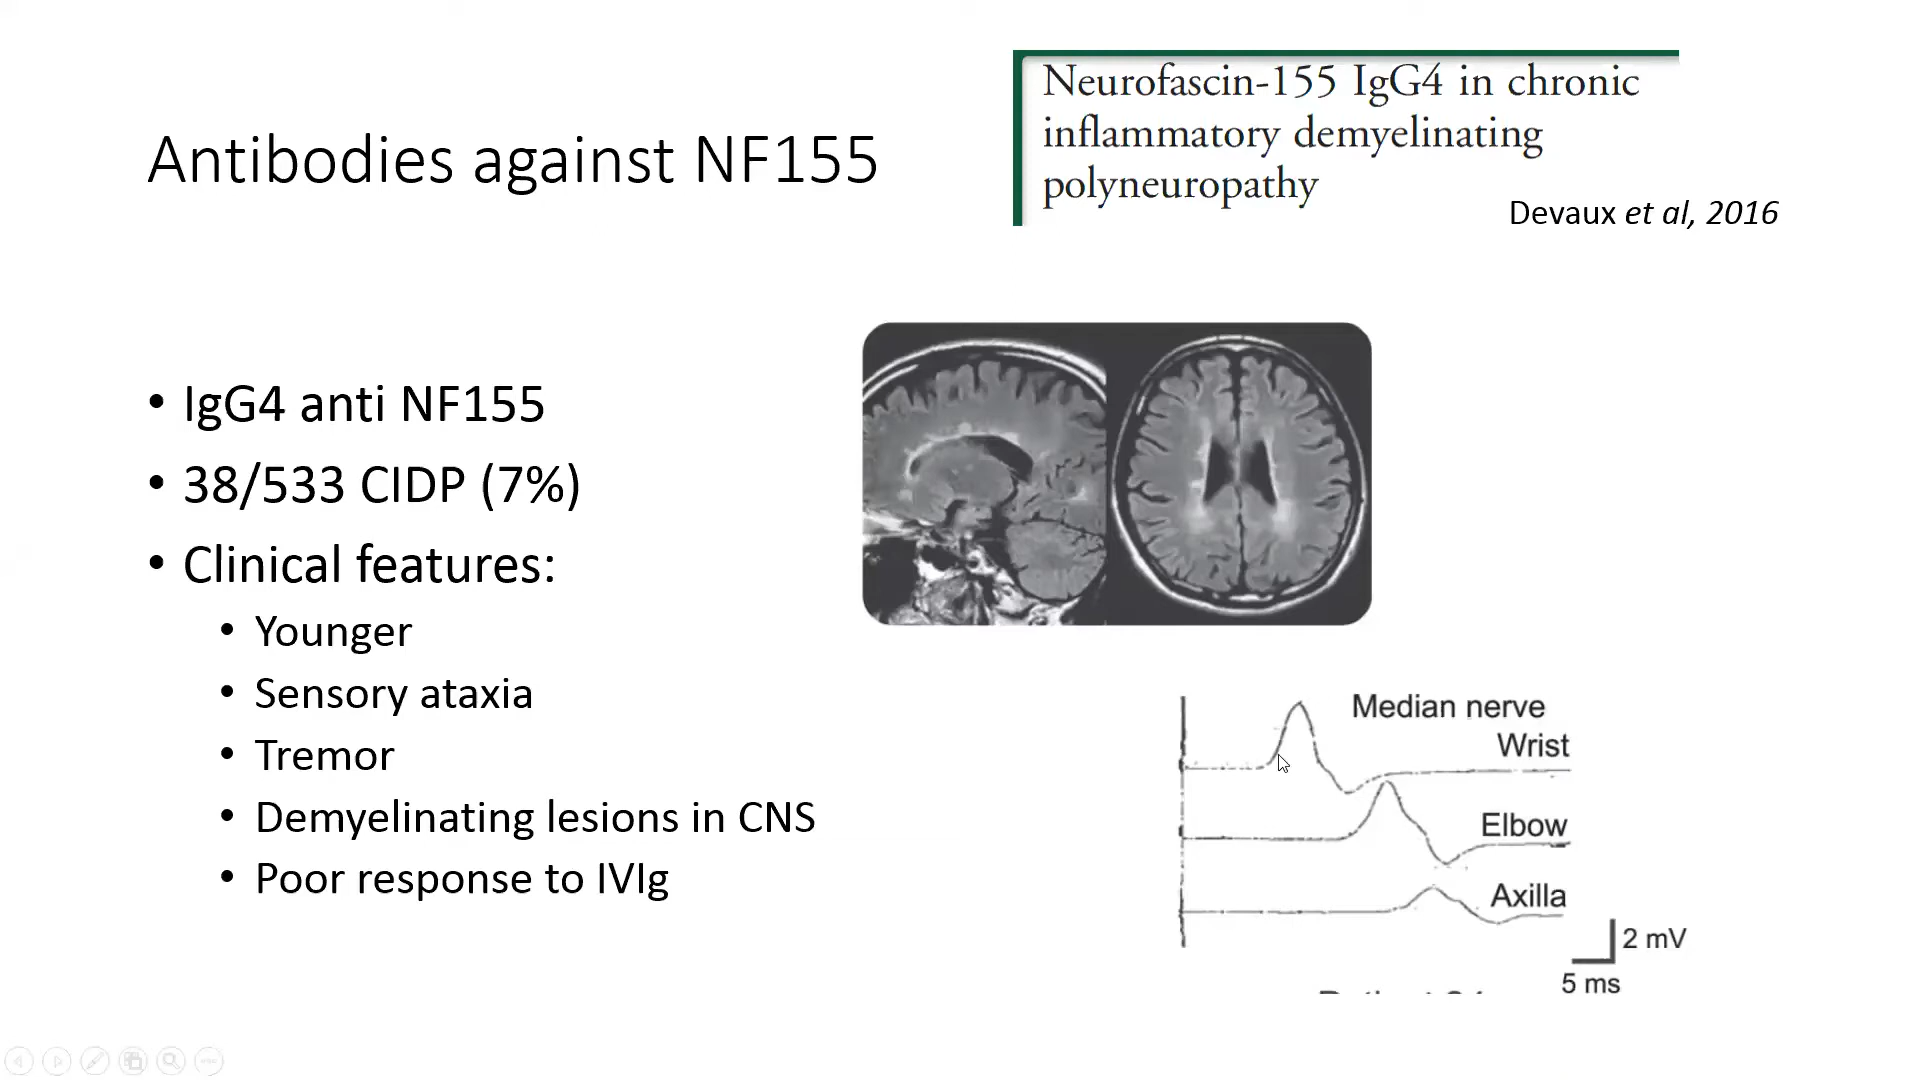 Antibodies against NF155
Neurofascin-155 IgG4 in chronic
inflammatory demyelinating
polyneuropathy
Devaux et al, 2016
• IgG4 anti NF155
• 38/533 CIDP (7%)
• Clinical features:
• Younger
• Sensory ataxia
• Tremor
• Demyelinating lesions in CNS
• Poor response to IVIg
Median nerve
Wrist
Elbow
Axilla
2 mV
5 ms